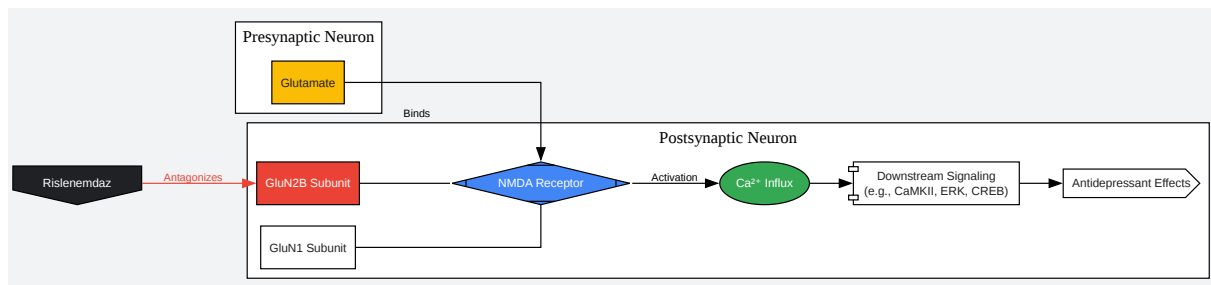 Presynaptic Neuron
Glutamate
Binds
Postsynaptic Neuron
Rislenemdaz
Antagonizes
GluN2B Subunit
NMDA Receptor
Activation
Ca²⁺ Influx
Downstream Signaling
(e.g., CaMKII, ERK, CREB)
Antidepressant Effects
GluN1 Subunit